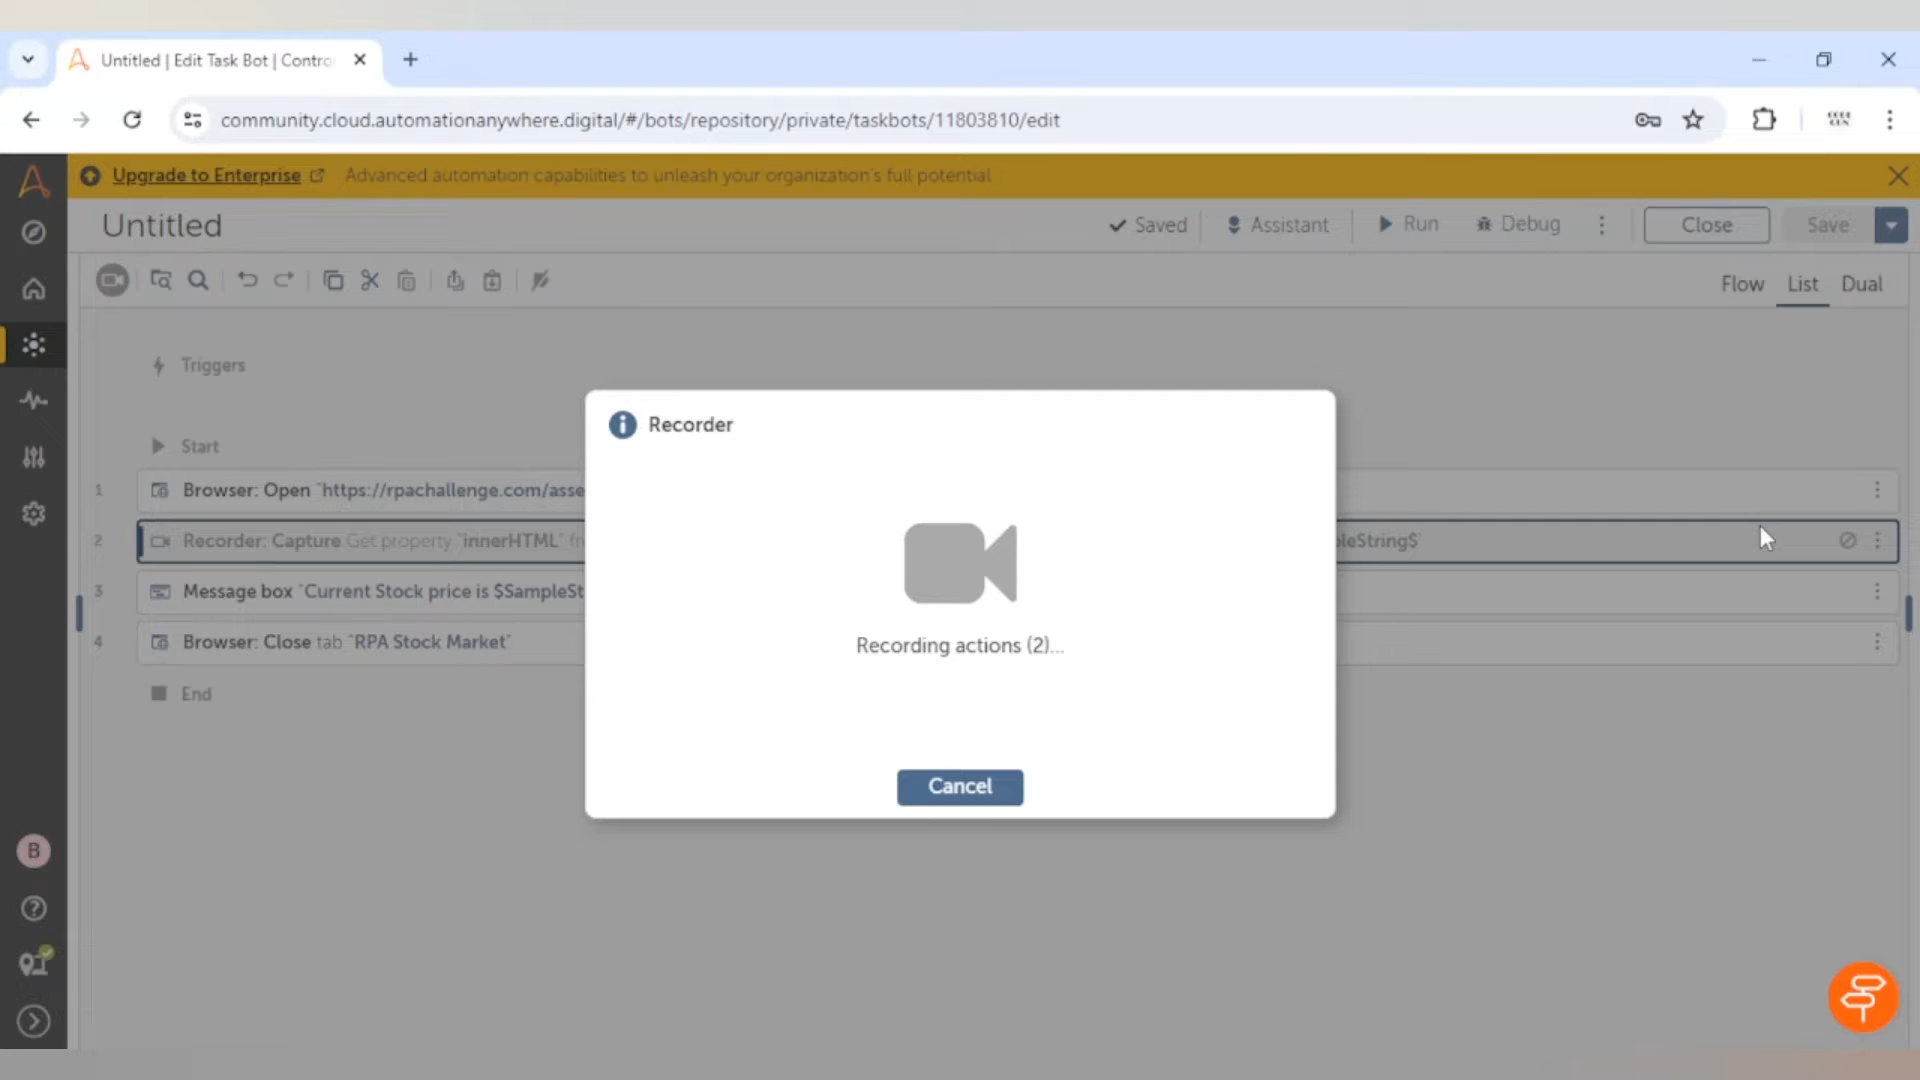 Untitled | Edit Task Bot | Contro
community.cloud.automationanywhere.digital/#/bots/repository/private/taskbots/11803810/edit
Upgrade to Enterprise Advanced automation capabilities to unleash your organization's full potential
Untitled
Saved Assistant Run Debug Close Save
Flow List Dual
Triggers
Start
1 Browser: Open "https://rpachallenge.com/asse
2 Recorder: Capture Get property "innerHTML" leString$
3 Message box "Current Stock price is $SampleSt
4 Browser: Close tab "RPA Stock Market"
End
Recorder
Recording actions (2)...
Cancel
B